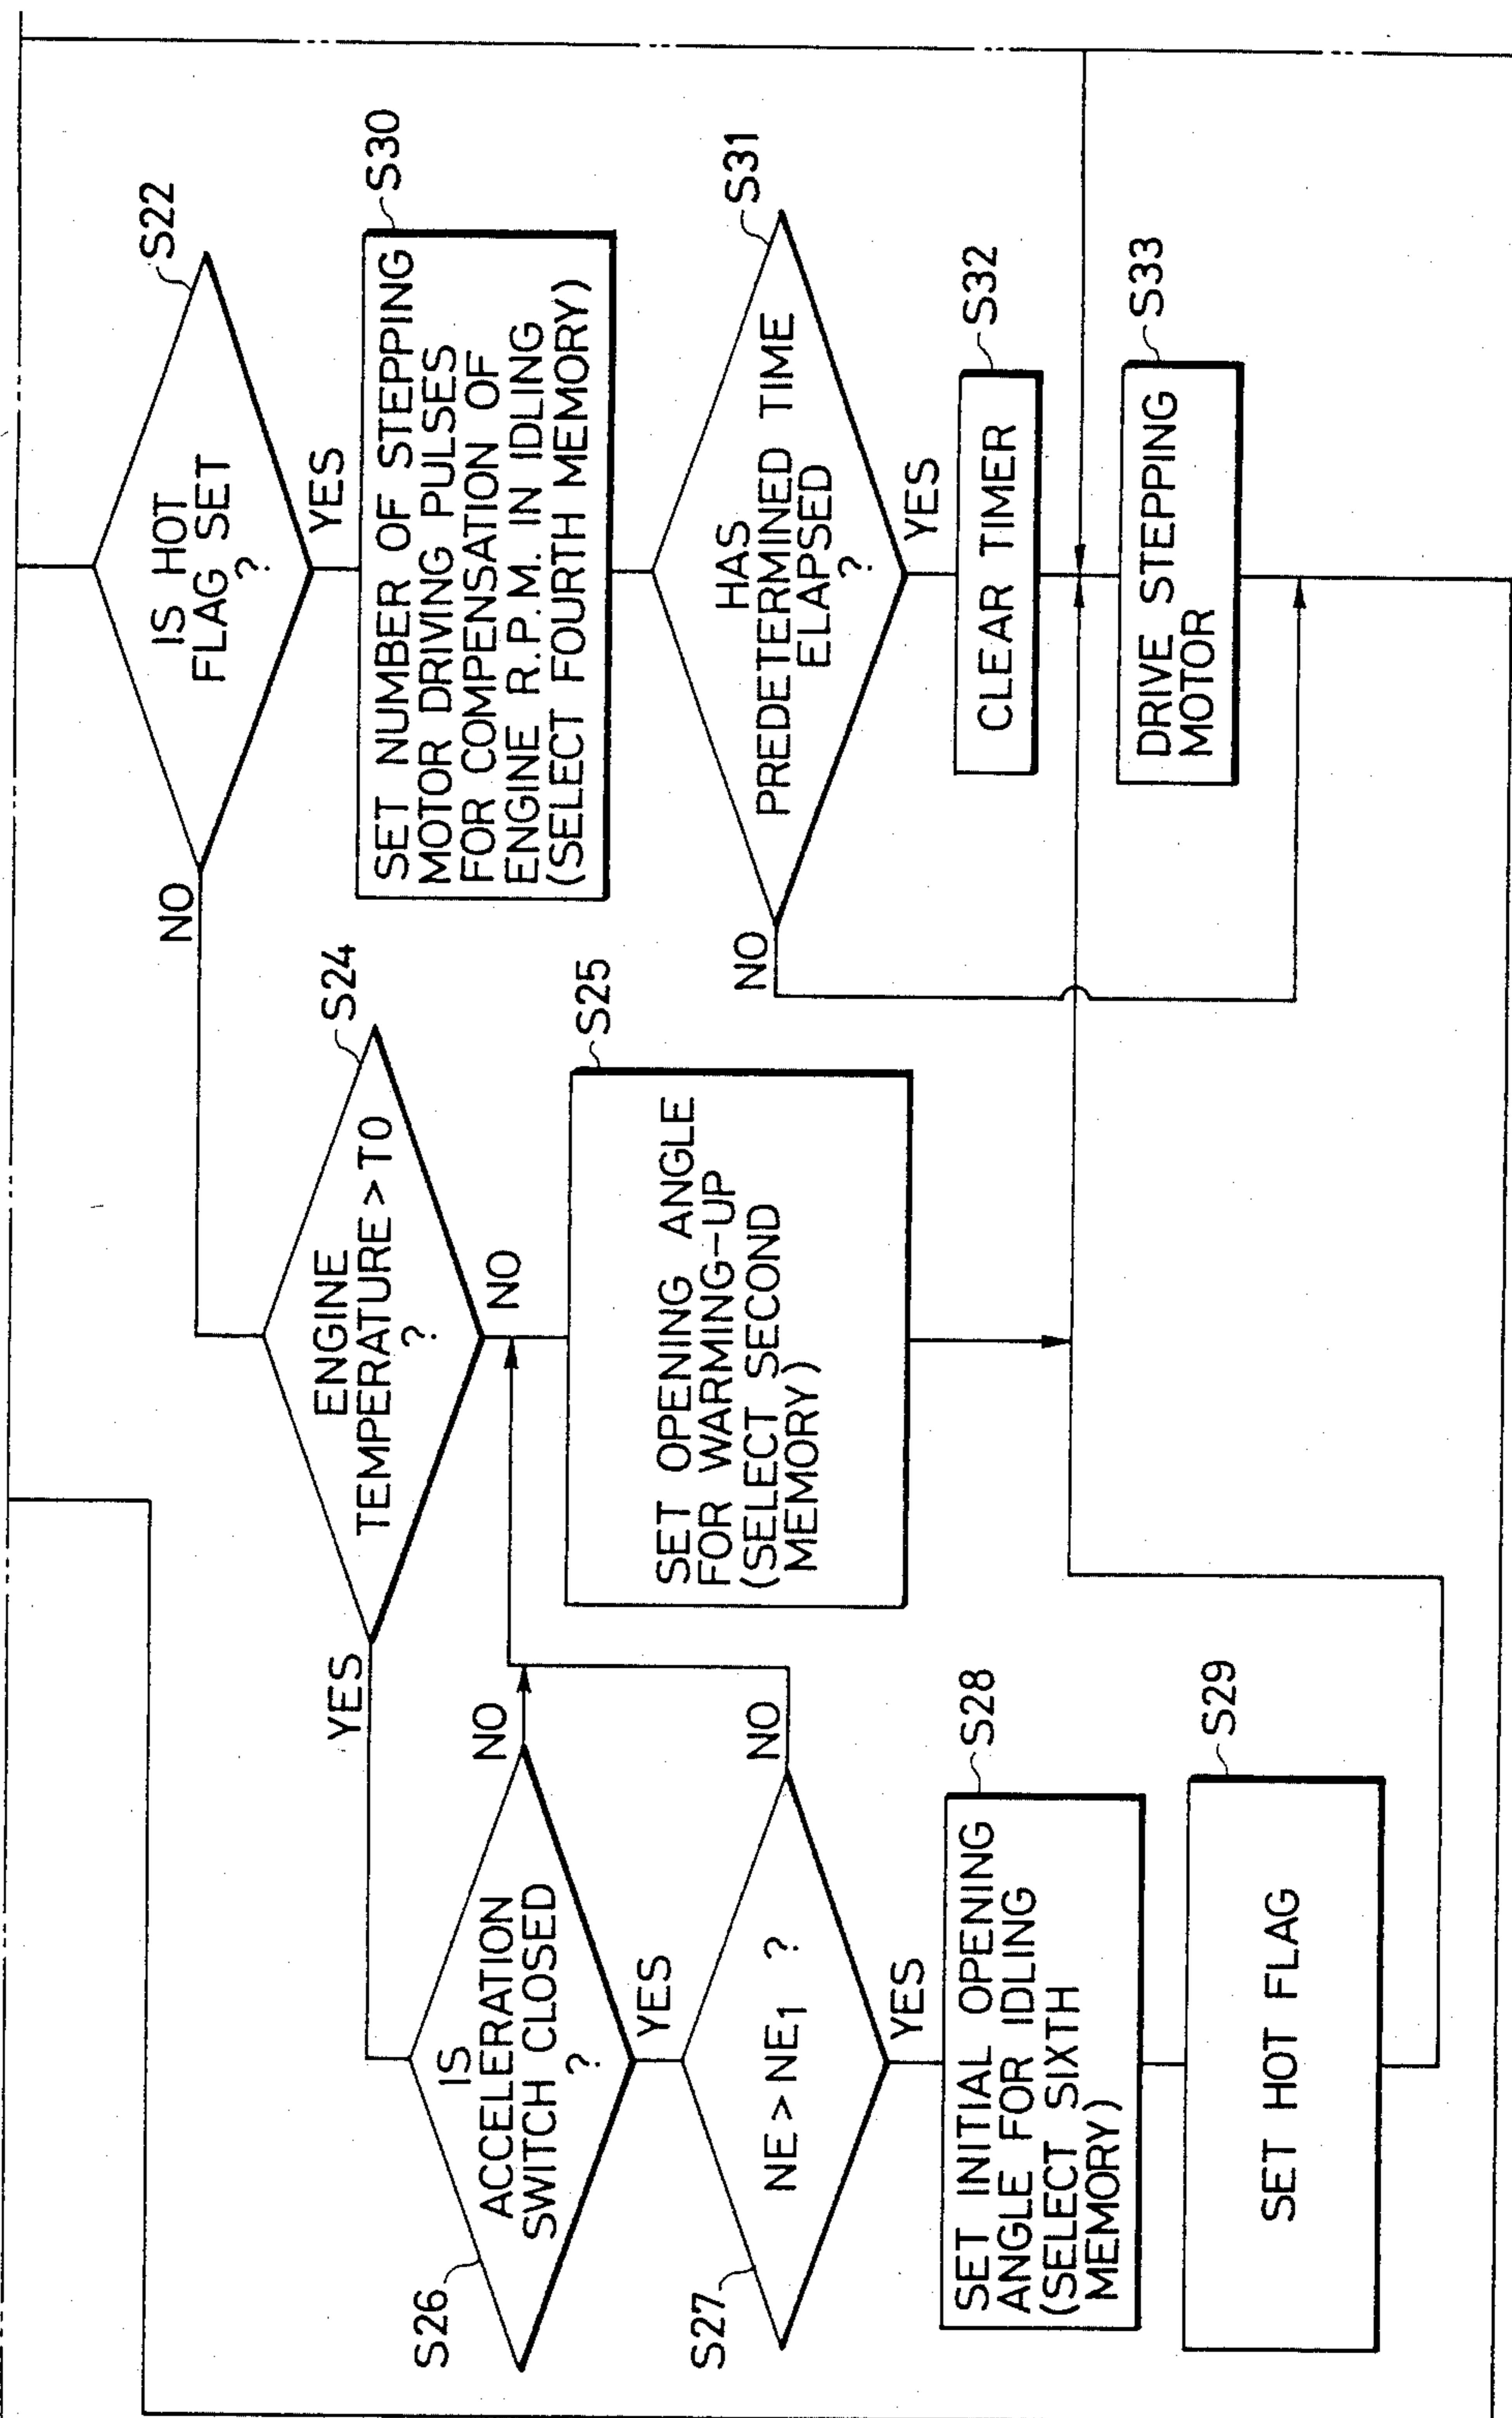 S22
IS HOT
FLAG SET
?
NO
YES
S30
SET NUMBER OF STEPPING
MOTOR DRIVING PULSES
FOR COMPENSATION OF
ENGINE R.P.M. IN IDLING
(SELECT FOURTH MEMORY)
S31
HAS
PREDETERMINED TIME
ELAPSED
?
NO
YES
S32
CLEAR TIMER
S33
DRIVE STEPPING
MOTOR
S24
ENGINE
TEMPERATURE > TO
?
YES
NO
S25
SET OPENING ANGLE
FOR WARMING-UP
(SELECT SECOND
MEMORY)
S26
IS
ACCELERATION
SWITCH CLOSED
?
NO
YES
S27
NE > NE1 ?
NO
YES
S28
SET INITIAL OPENING
ANGLE FOR IDLING
(SELECT SIXTH
MEMORY)
S29
SET HOT FLAG